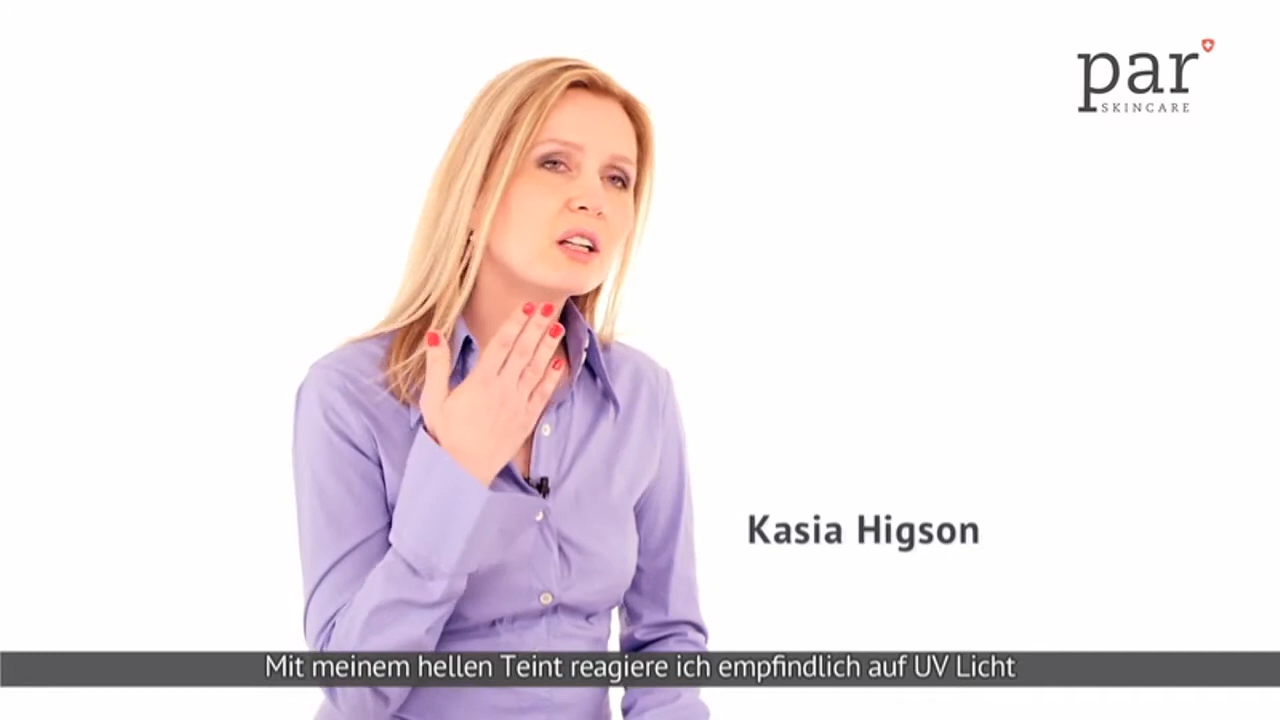 par
SKINCARE
Kasia Higson
Mit meinem hellen Teint reagiere ich empfindlich auf UV Licht